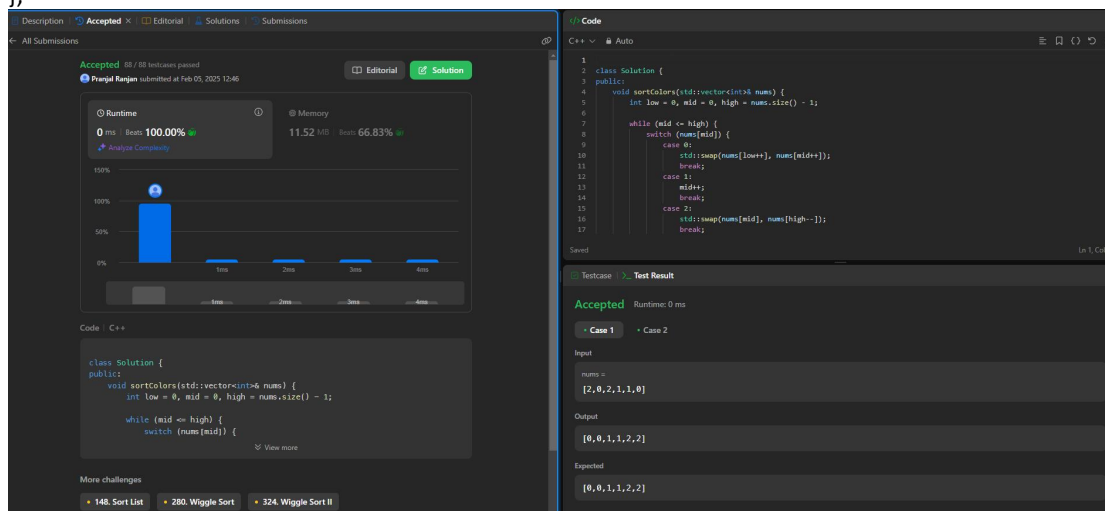 };
Description
Accepted ×
Editorial
Solutions
Submissions
← All Submissions
Accepted 88 / 88 testcases passed
Pranjal Ranjan submitted at Feb 05, 2025 12:46
Editorial
Solution
Runtime
0 ms | Beats 100.00%
Analyze Complexity
Memory
11.52 MB | Beats 66.83%
150%
100%
50%
0%
1ms 2ms 3ms 4ms
1ms 2ms 3ms 4ms
Code | C++
class Solution {
public:
void sortColors(std::vector<int>& nums) {
int low = 0, mid = 0, high = nums.size() - 1;
while (mid <= high) {
switch (nums[mid]) {
View more
More challenges
148. Sort List
280. Wiggle Sort
324. Wiggle Sort II
</> Code
C++ Auto
1
2 class Solution {
3 public:
4 void sortColors(std::vector<int>& nums) {
5 int low = 0, mid = 0, high = nums.size() - 1;
6
7 while (mid <= high) {
8 switch (nums[mid]) {
9 case 0:
10 std::swap(nums[low++], nums[mid++]);
11 break;
12 case 1:
13 mid++;
14 break;
15 case 2:
16 std::swap(nums[mid], nums[high--]);
17 break;
Saved
Ln 1, Col
Testcase | >_ Test Result
Accepted Runtime: 0 ms
• Case 1 • Case 2
Input
nums =
[2,0,2,1,1,0]
Output
[0,0,1,1,2,2]
Expected
[0,0,1,1,2,2]